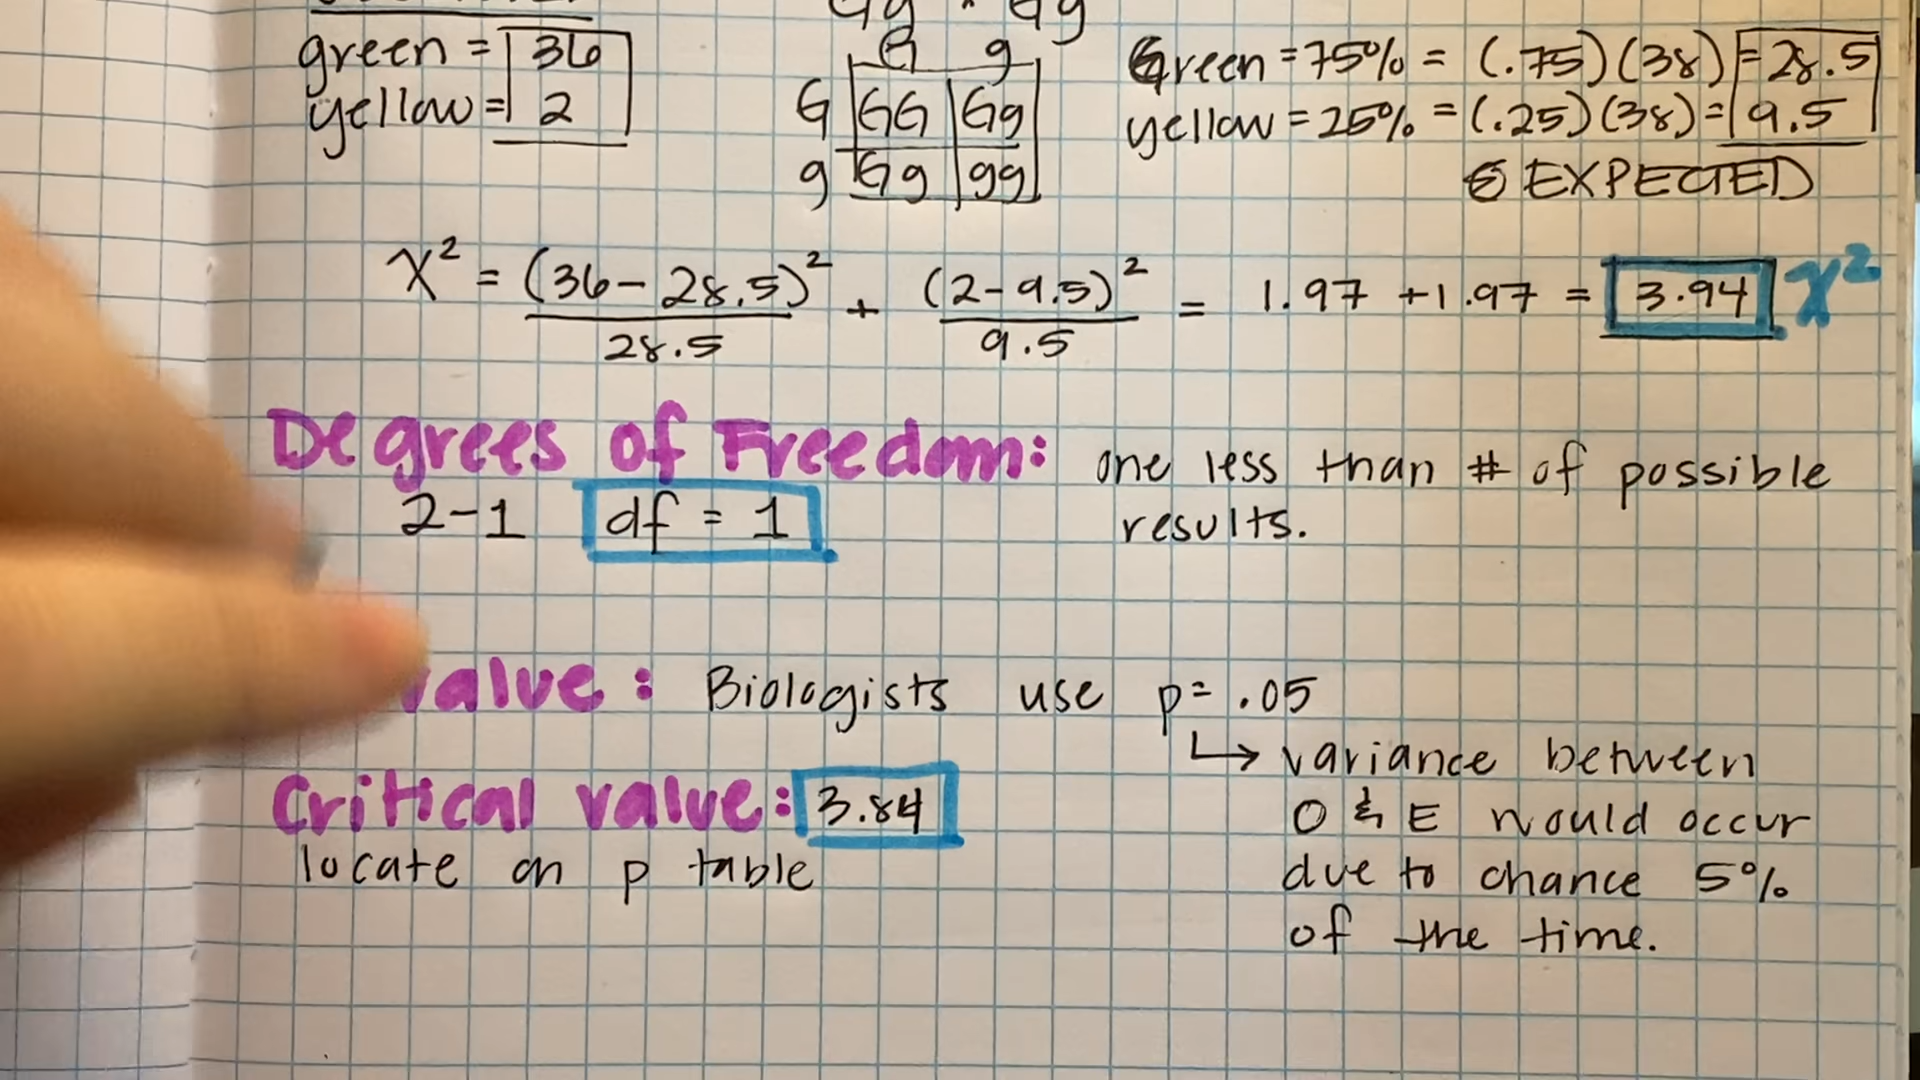 Gg × Gg
green = 36
yellow = 2
G g
G GG Gg
g Gg gg
Green = 75% = (.75)(38) = 28.5
yellow = 25% = (.25)(38) = 9.5
EXPECTED
χ² = (36 - 28.5)² / 28.5 + (2 - 9.5)² / 9.5 = 1.97 + 1.97 = 3.94 χ²
Degrees of Freedom: one less than # of possible
2-1 df = 1 results.
value: Biologists use p= .05
↳ variance between
Critical value: 3.84 O & E would occur
locate on p table due to chance 5%
of the time.